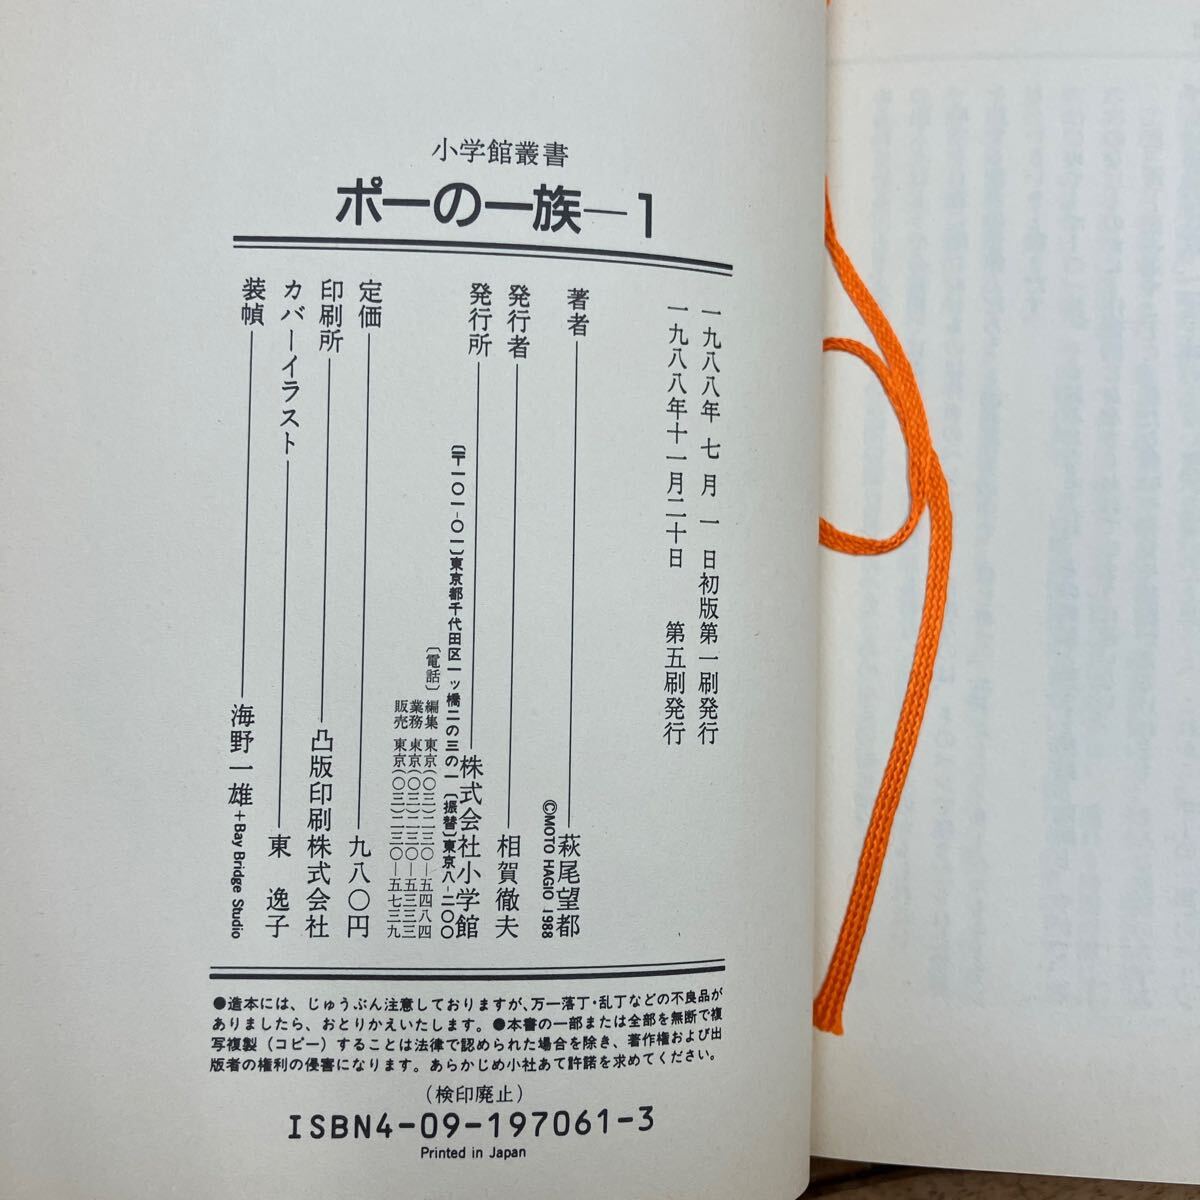 小学館叢書
ポーの一族―1
一九八八年 七 月 一 日初版第一刷発行
一九八八年十一月二十日 第五刷発行
著者――萩尾望都
©MOTO HAGIO 1988
発行者――相賀徹夫
発行所――株式会社小学館
〔〒一〇一-〇一〕東京都千代田区一ッ橋二の三の一 〔振替〕東京八-二〇〇
〔電話〕編集 東京(〇三)二三〇―五四八四
業務 東京(〇三)二三〇―五三三三
販売 東京(〇三)二三〇―五七三九
定価――九八〇円
印刷所――凸版印刷株式会社
カバーイラスト――東 逸子
装幀――海野一雄+Bay Bridge Studio
●造本には、じゅうぶん注意しておりますが、万一落丁・乱丁などの不良品が
ありましたら、おとりかえいたします。●本書の一部または全部を無断で複
写複製（コピー）することは法律で認められた場合を除き、著作権および出
版者の権利の侵害になります。あらかじめ小社あて許諾を求めてください。
（検印廃止）
ISBN4-09-197061-3
Printed in Japan